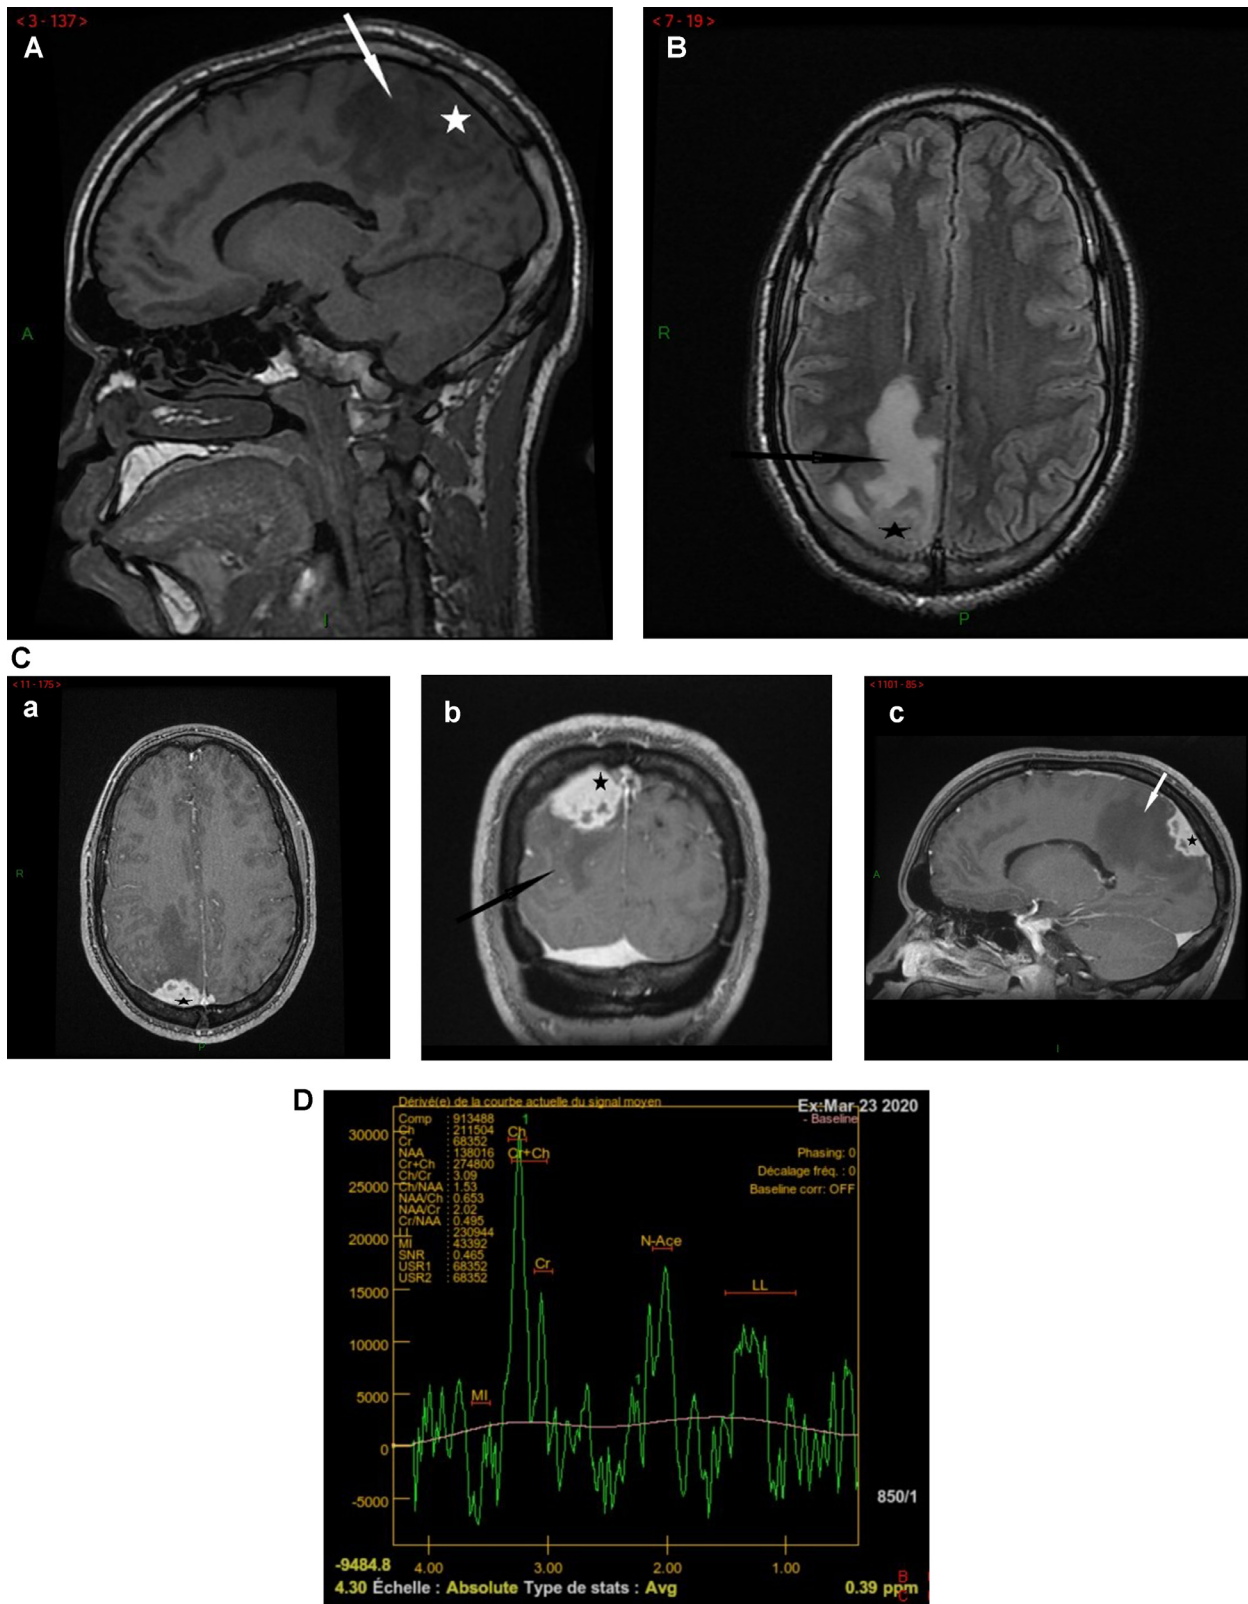 < 3 - 137 >
A
A
I
< 7 - 19 >
B
R
P
C
< 11 - 175 >
a
R
P
b
< 1101 - 85 >
c
A
I
D
Dérivé(e) de la courbe actuelle du signal moyen
Ex:Mar 23 2020
- Baseline
Comp : 913488
Ch : 211504
Cr : 68352
NAA : 138016
Cr+Ch : 274800
Ch/Cr : 3.09
Ch/NAA : 1.53
NAA/Ch : 0.653
NAA/Cr : 2.02
Cr/NAA : 0.495
LL : 230944
MI : 43392
SNR : 0.465
USR1 : 68352
USR2 : 68352
Phasing: 0
Décalage fréq. : 0
Baseline corr: OFF
1
Ch
Cr+Ch
Cr
N-Ace
LL
MI
1
30000
25000
20000
15000
10000
5000
0
-5000
850/1
-9484.8
4.00 3.00 2.00 1.00
B
C
4.30 Échelle : Absolute Type de stats : Avg 0.39 ppm